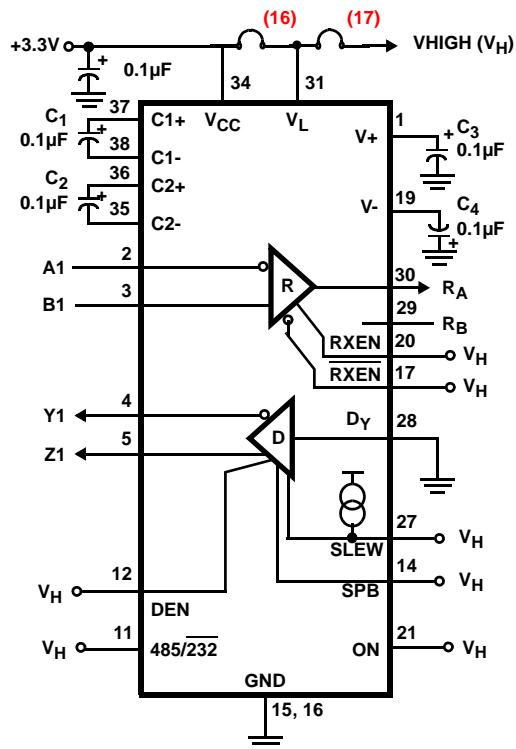 (16) (17)
+3.3V VHIGH (VH)
+ 0.1µF 34 31
C1 37 C1+ VCC VL 1
0.1µF + 38 C1- V+ + C3 0.1µF
C2 36 C2+
0.1µF + 35 C2- V- 19 C4 0.1µF +
A1 2 R 30 RA
B1 3 29 RB
RXEN 20 VH
RXEN 17 VH
Y1 4 DY 28
Z1 5 D
27 VH
SLEW
VH 12 DEN 14 VH
SPB
VH 11 485/232 ON 21 VH
GND
15, 16